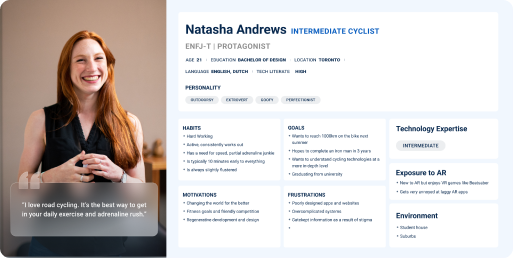 Natasha Andrews INTERMEDIATE CYCLIST
ENFJ-T | PROTAGONIST
AGE 21 · EDUCATION BACHELOR OF DESIGN · LOCATION TORONTO ·
LANGUAGE ENGLISH, DUTCH · TECH LITERATE · HIGH
PERSONALITY
OUTDOORSY EXTROVERT GOOFY PERFECTIONIST
HABITS
• Hard Working
• Active, consistently works out
• Has a need for speed, partial adrenaline junkie
• Is typically 10 minutes early to everything
• Is always slightly flustered
GOALS
• Wants to reach 1000km on the bike next
summer
• Hopes to complete an iron man in 3 years
• Wants to understand cycling technologies at a
more in-depth level
• Graduating from university
Technology Expertise
INTERMEDIATE
Exposure to AR
• New to AR but enjoys VR games like Beatsaber
• Gets very annoyed at laggy AR apps
MOTIVATIONS
• Changing the world for the better
• Fitness goals and friendly competition
• Regenerative development and design
FRUSTRATIONS
• Poorly designed apps and websites
• Overcomplicated systems
• Catelept information as a result of stigma
•
Environment
• Student house
• Suburbs
"I love road cycling. It's the best way to get
in your daily exercise and adrenaline rush."